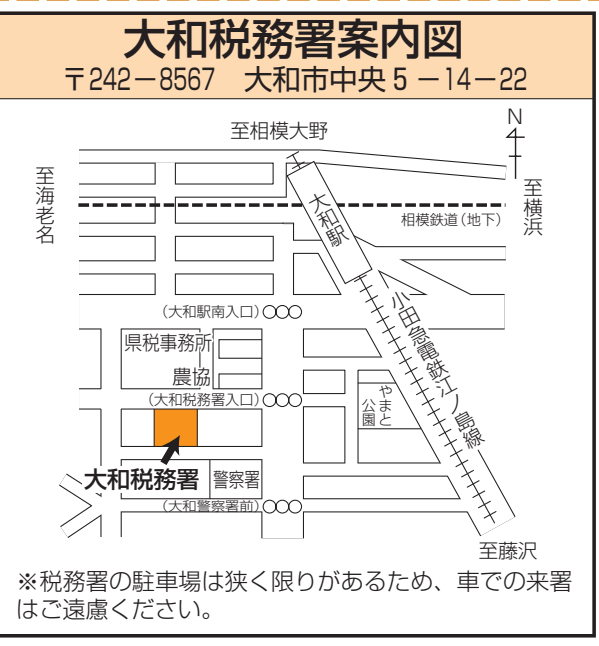 大和税務署案内図
〒242－8567　大和市中央5－14－22
至相模大野
N
至海老名
至横浜
大和駅
相模鉄道(地下)
小田急電鉄江ノ島線
(大和駅南入口)
県税事務所
農協
(大和税務署入口)
やまと
公園
大和税務署
警察署
(大和警察署前)
至藤沢
※税務署の駐車場は狭く限りがあるため、車での来署
はご遠慮ください。